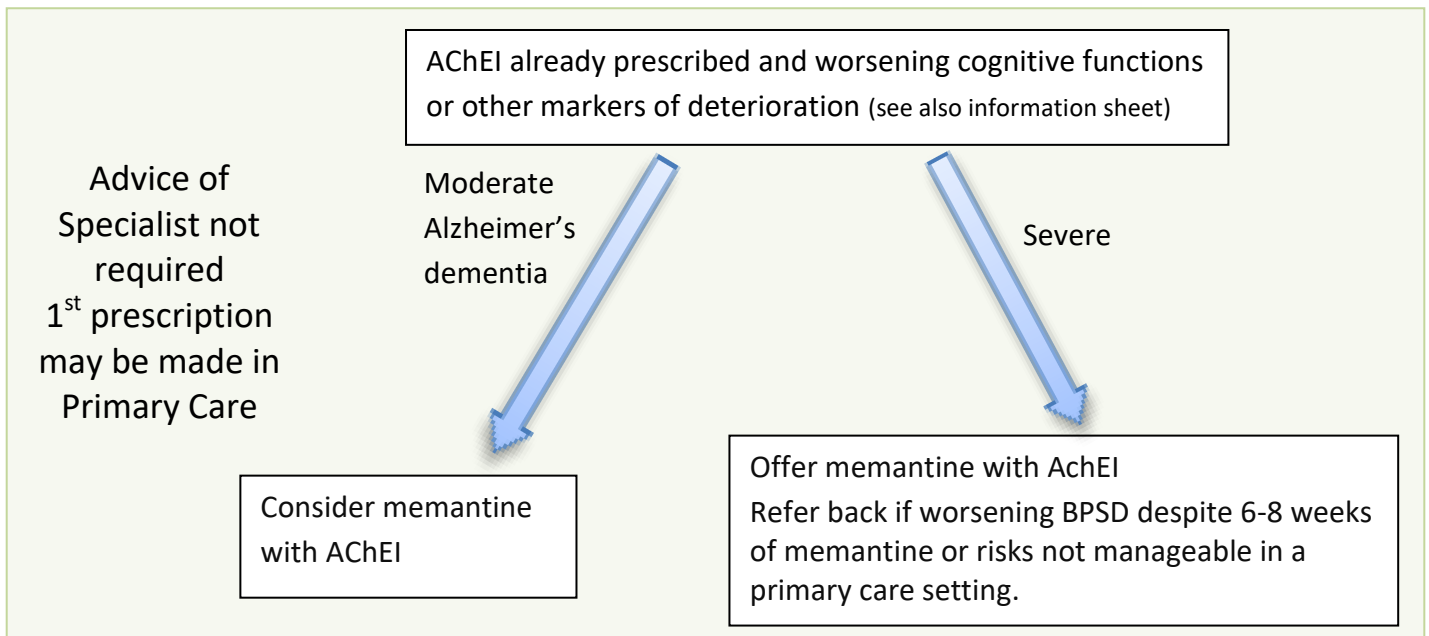 AChEI already prescribed and worsening cognitive functions
or other markers of deterioration (see also information sheet)
Advice of
Specialist not
required
1st prescription
may be made in
Primary Care
Moderate
Alzheimer’s
dementia
Severe
Consider memantine
with AChEI
Offer memantine with AchEI
Refer back if worsening BPSD despite 6-8 weeks
of memantine or risks not manageable in a
primary care setting.